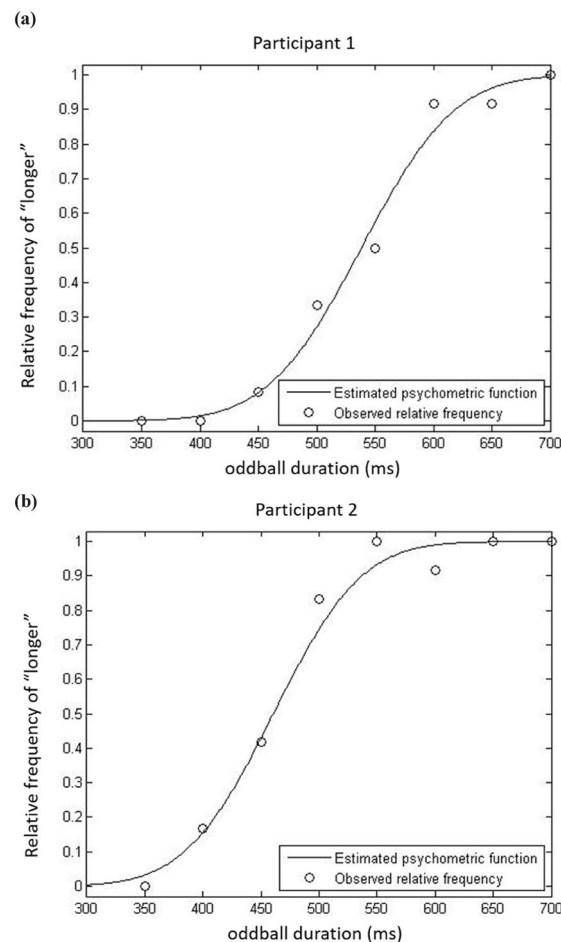 (a)
Participant 1
Relative frequency of “longer”
1
0.9
0.8
0.7
0.6
0.5
0.4
0.3
0.2
0.1
0
Estimated psychometric function
Observed relative frequency
300 350 400 450 500 550 600 650 700
oddball duration (ms)
(b)
Participant 2
Relative frequency of “longer”
1
0.9
0.8
0.7
0.6
0.5
0.4
0.3
0.2
0.1
0
Estimated psychometric function
Observed relative frequency
300 350 400 450 500 550 600 650 700
oddball duration (ms)